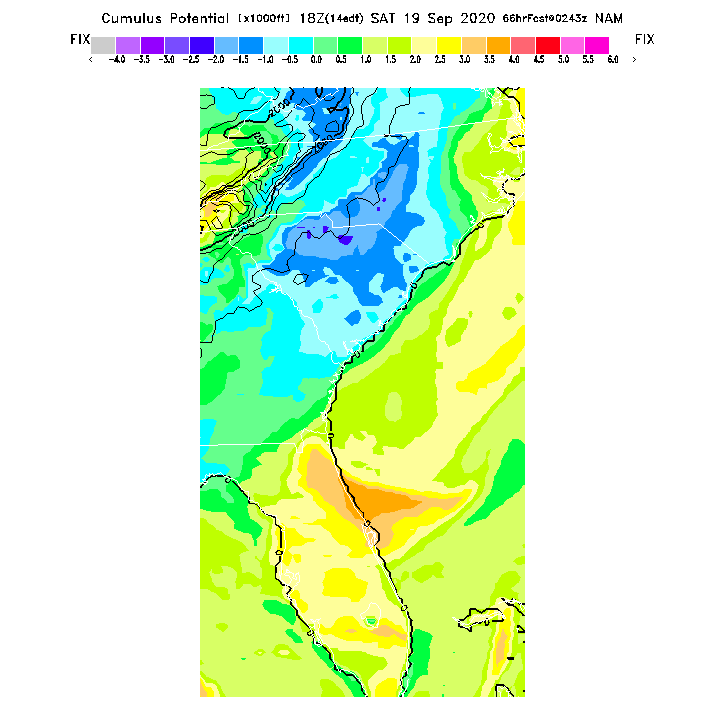 Cumulus Potential [x1000ft] 18Z(14edt) SAT 19 Sep 2020 66hrFcst@0243z NAM
FIX FIX
< -4.0 -3.5 -3.0 -2.5 -2.0 -1.5 -1.0 -0.5 0.0 0.5 1.0 1.5 2.0 2.5 3.0 3.5 4.0 4.5 5.0 5.5 6.0 >
2000
2000